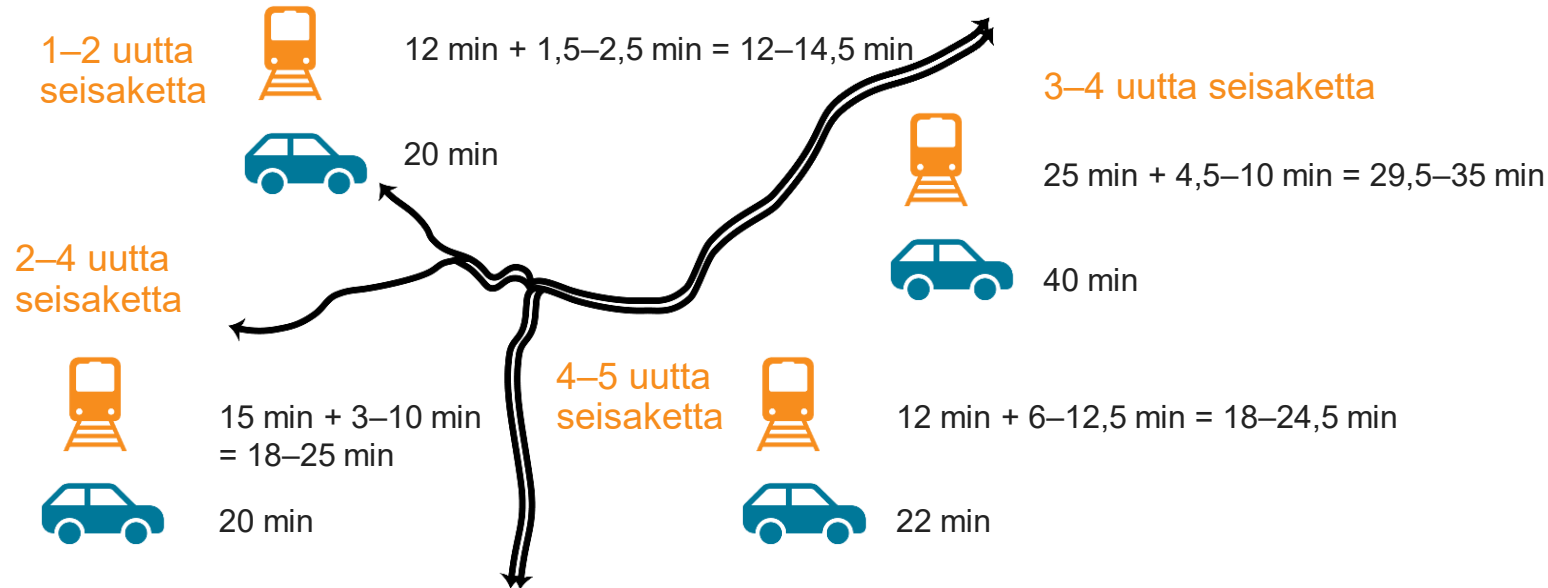 1–2 uutta
seisaketta
12 min + 1,5–2,5 min = 12–14,5 min
20 min
3–4 uutta seisaketta
25 min + 4,5–10 min = 29,5–35 min
40 min
2–4 uutta
seisaketta
15 min + 3–10 min
= 18–25 min
20 min
4–5 uutta
seisaketta
12 min + 6–12,5 min = 18–24,5 min
22 min